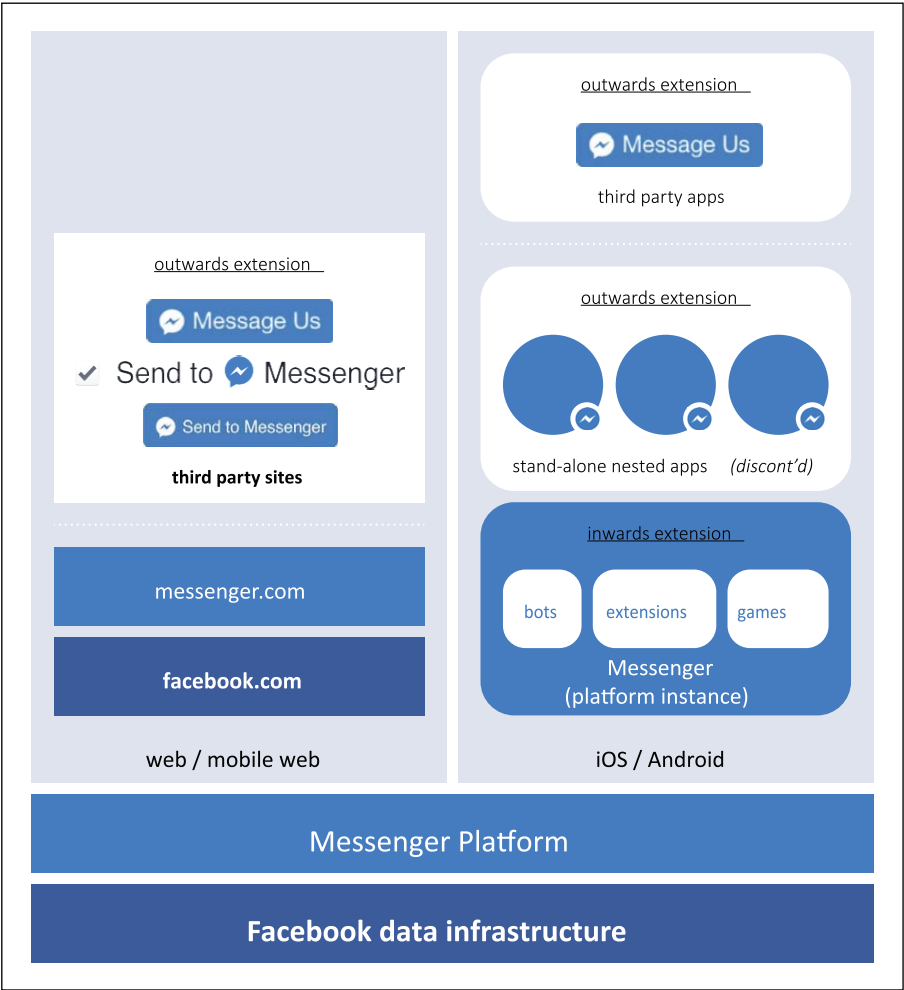 outwards extension
Message Us
Send to Messenger
Send to Messenger
third party sites
messenger.com
facebook.com
web / mobile web
outwards extension
Message Us
third party apps
outwards extension
stand-alone nested apps (discont’d)
inwards extension
bots extensions games
Messenger
(platform instance)
iOS / Android
Messenger Platform
Facebook data infrastructure